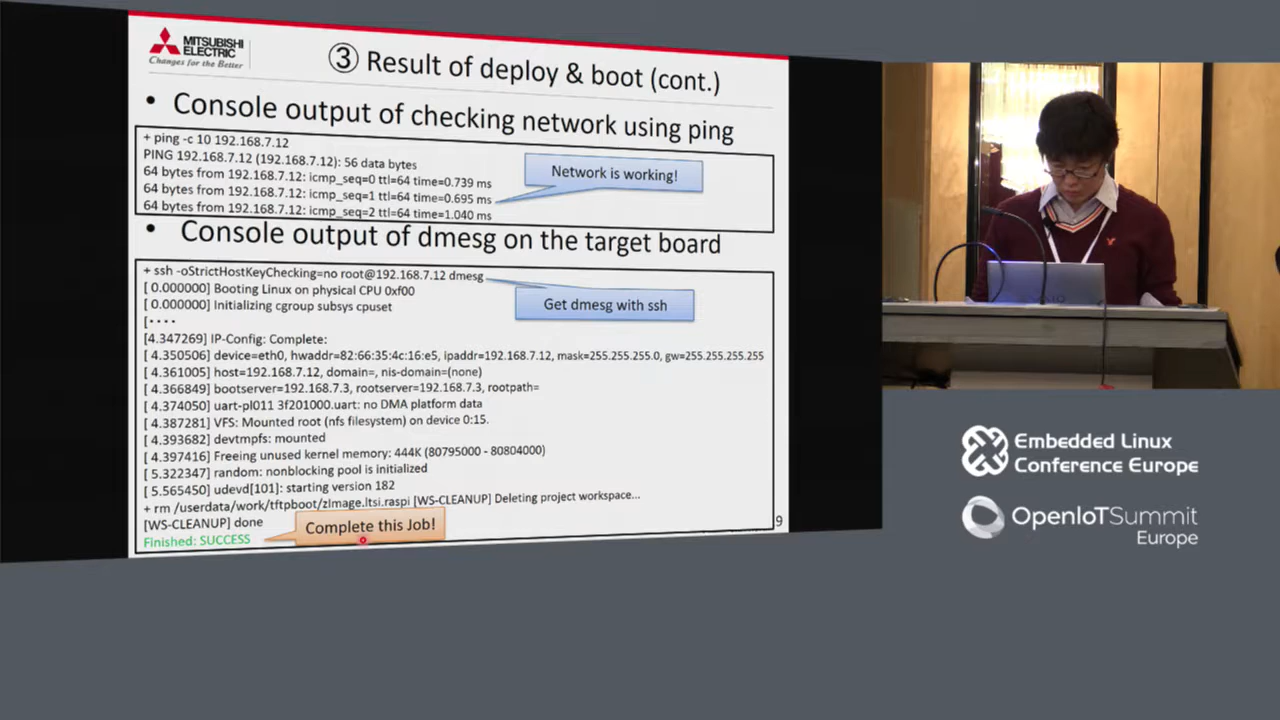 MITSUBISHI
ELECTRIC
Changes for the Better
③ Result of deploy & boot (cont.)
• Console output of checking network using ping
+ ping -c 10 192.168.7.12
PING 192.168.7.12 (192.168.7.12): 56 data bytes
64 bytes from 192.168.7.12: icmp_seq=0 ttl=64 time=0.739 ms
64 bytes from 192.168.7.12: icmp_seq=1 ttl=64 time=0.695 ms
64 bytes from 192.168.7.12: icmp_seq=2 ttl=64 time=1.040 ms
Network is working!
• Console output of dmesg on the target board
+ ssh -oStrictHostKeyChecking=no root@192.168.7.12 dmesg
[ 0.000000] Booting Linux on physical CPU 0xf00
[ 0.000000] Initializing cgroup subsys cpuset
[····
Get dmesg with ssh
[4.347269] IP-Config: Complete:
[ 4.350506] device=eth0, hwaddr=82:66:35:4c:16:e5, ipaddr=192.168.7.12, mask=255.255.255.0, gw=255.255.255.255
[ 4.361005] host=192.168.7.12, domain=, nis-domain=(none)
[ 4.366849] bootserver=192.168.7.3, rootserver=192.168.7.3, rootpath=
[ 4.374050] uart-pl011 3f201000.uart: no DMA platform data
[ 4.387281] VFS: Mounted root (nfs filesystem) on device 0:15.
[ 4.393682] devtmpfs: mounted
[ 4.397416] Freeing unused kernel memory: 444K (80795000 - 80804000)
[ 5.322347] random: nonblocking pool is initialized
[ 5.565450] udevd[101]: starting version 182
+ rm /userdata/work/tftpboot/zImage.ltsi.raspi [WS-CLEANUP] Deleting project workspace...
[WS-CLEANUP] done
Finished: SUCCESS
Complete this Job!
9
Embedded Linux
Conference Europe
OpenIoTSummit
Europe